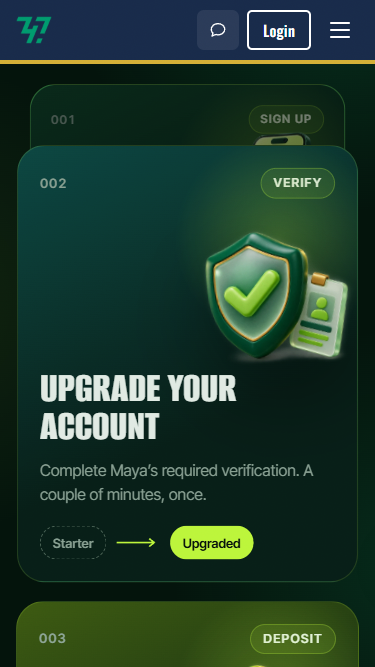 Login
001
SIGN UP
002
VERIFY
UPGRADE YOUR
ACCOUNT
Complete Maya's required verification. A
couple of minutes, once.
Starter
Upgraded
003
DEPOSIT